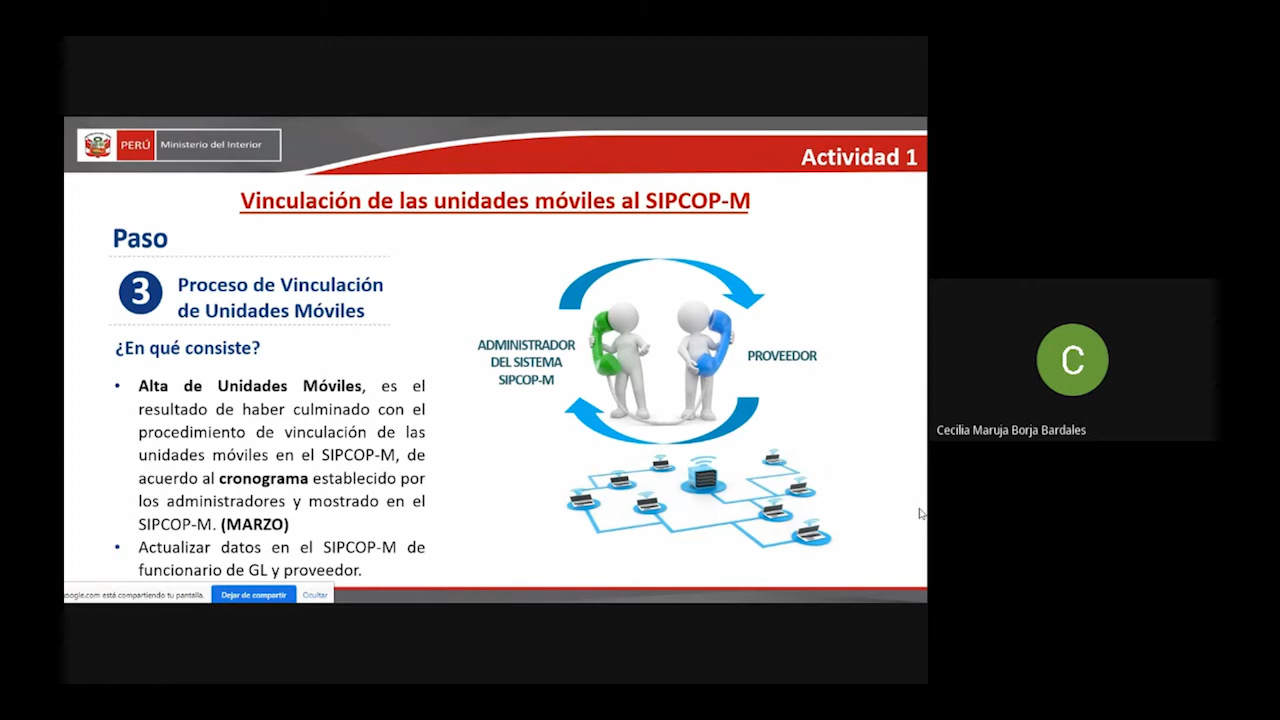 PERÚ
Ministerio del Interior
Actividad 1
Vinculación de las unidades móviles al SIPCOP-M
Paso
3
Proceso de Vinculación
de Unidades Móviles
¿En qué consiste?
• Alta de Unidades Móviles, es el
resultado de haber culminado con el
procedimiento de vinculación de las
unidades móviles en el SIPCOP-M, de
acuerdo al cronograma establecido por
los administradores y mostrado en el
SIPCOP-M. (MARZO)
• Actualizar datos en el SIPCOP-M de
funcionario de GL y proveedor.
ADMINISTRADOR
DEL SISTEMA
SIPCOP-M
PROVEEDOR
oogle.com está compartiendo tu pantalla.
Dejar de compartir
Ocultar
C
Cecilia Maruja Borja Bardales